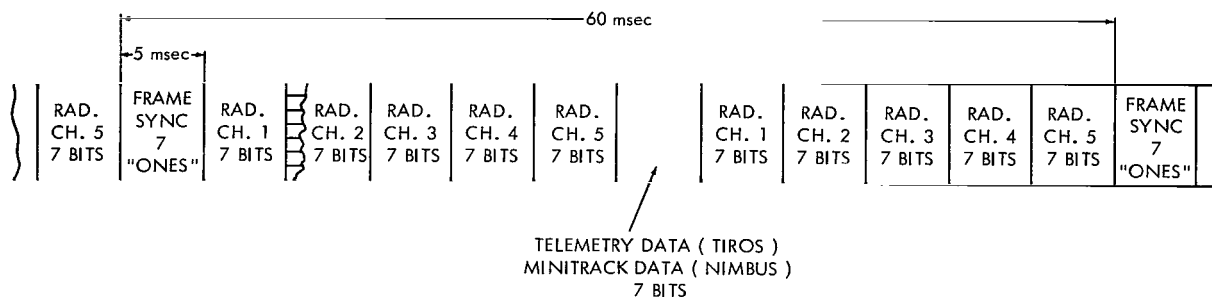 60 msec
5 msec
RAD.
CH. 5
7 BITS
FRAME
SYNC
7
"ONES"
RAD.
CH. 1
7 BITS
RAD.
CH. 2
7 BITS
RAD.
CH. 3
7 BITS
RAD.
CH. 4
7 BITS
RAD.
CH. 5
7 BITS
RAD.
CH. 1
7 BITS
RAD.
CH. 2
7 BITS
RAD.
CH. 3
7 BITS
RAD.
CH. 4
7 BITS
RAD.
CH. 5
7 BITS
FRAME
SYNC
7
"ONES"
TELEMETRY DATA ( TIROS )
MINITRACK DATA ( NIMBUS )
7 BITS